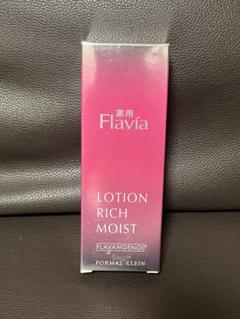 薬用
Flavia
LOTION
RICH
MOIST
FLAVANGENOL®
FORMAL KLEIN